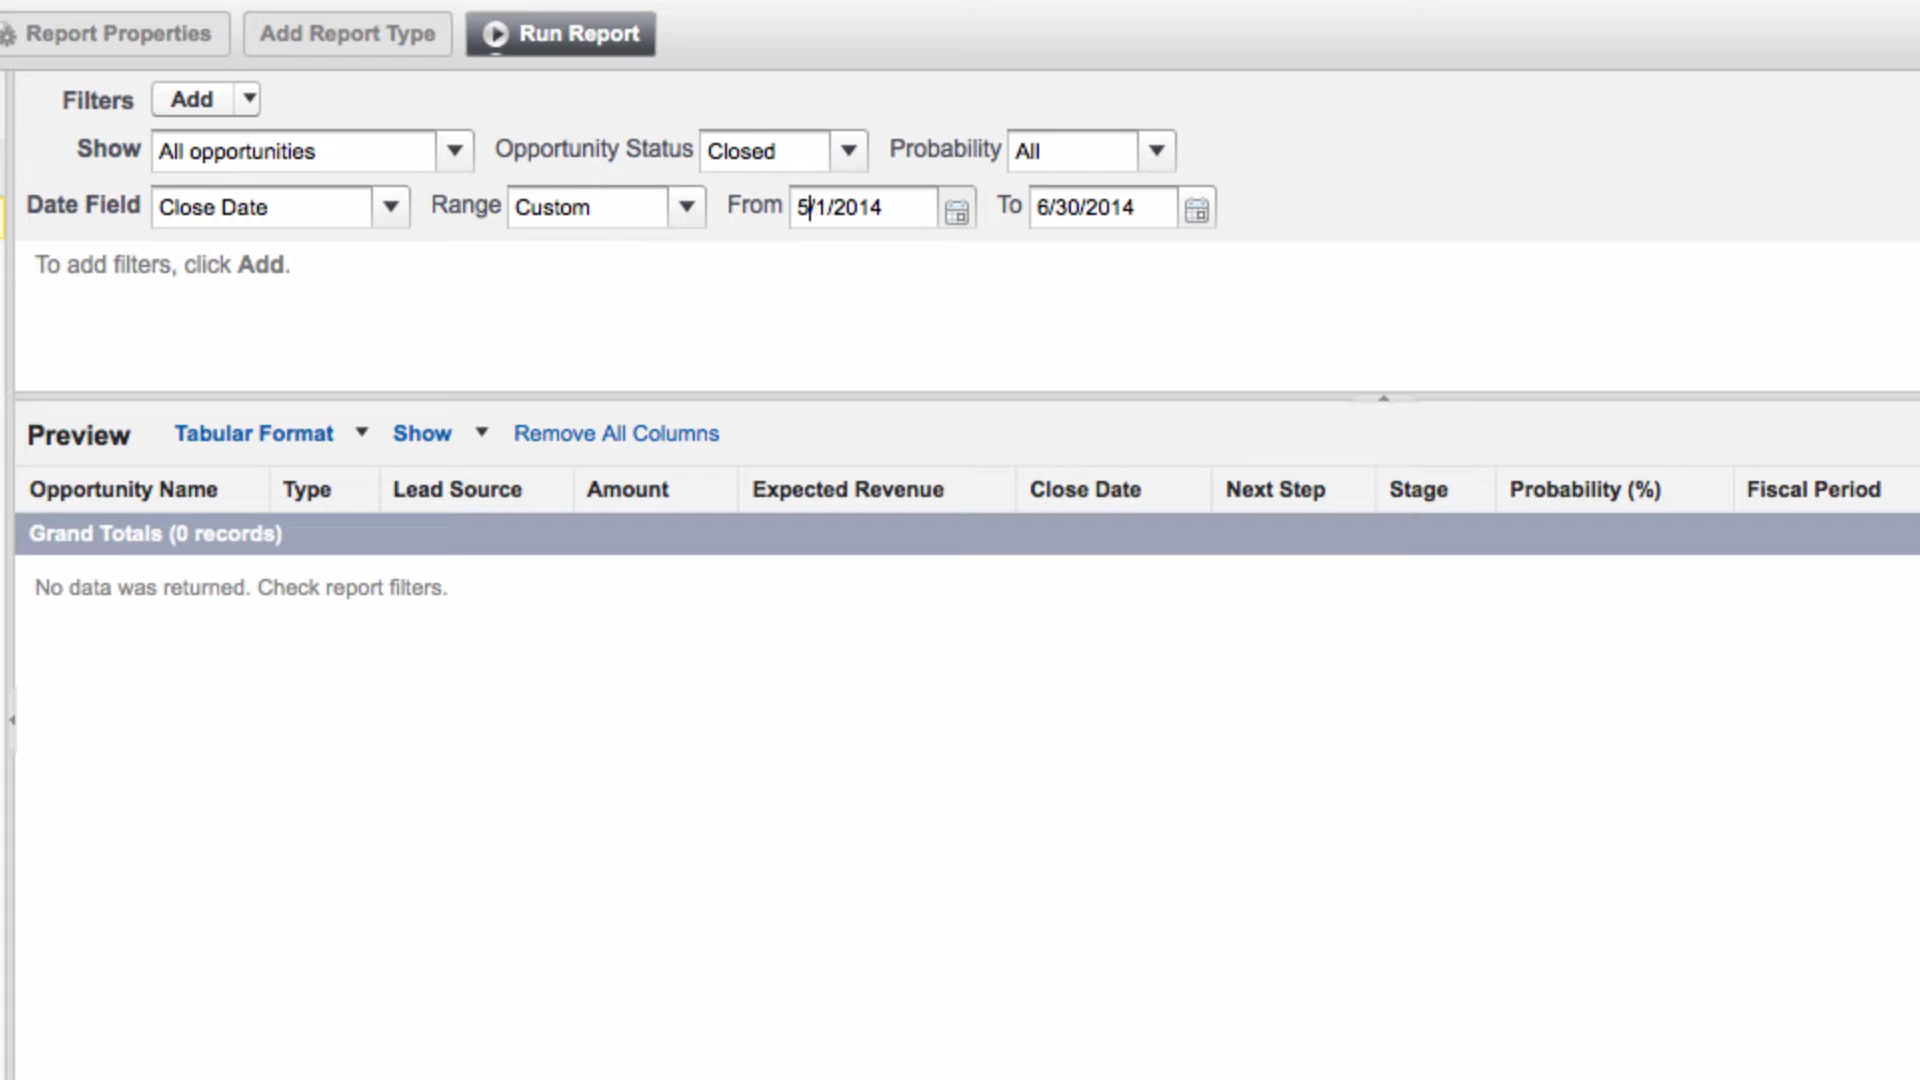 Report Properties Add Report Type Run Report
Filters Add
Show All opportunities Opportunity Status Closed Probability All
Date Field Close Date Range Custom From 5/1/2014 To 6/30/2014
To add filters, click Add.
Preview Tabular Format Show Remove All Columns
Opportunity Name Type Lead Source Amount Expected Revenue Close Date Next Step Stage Probability (%) Fiscal Period
Grand Totals (0 records)
No data was returned. Check report filters.